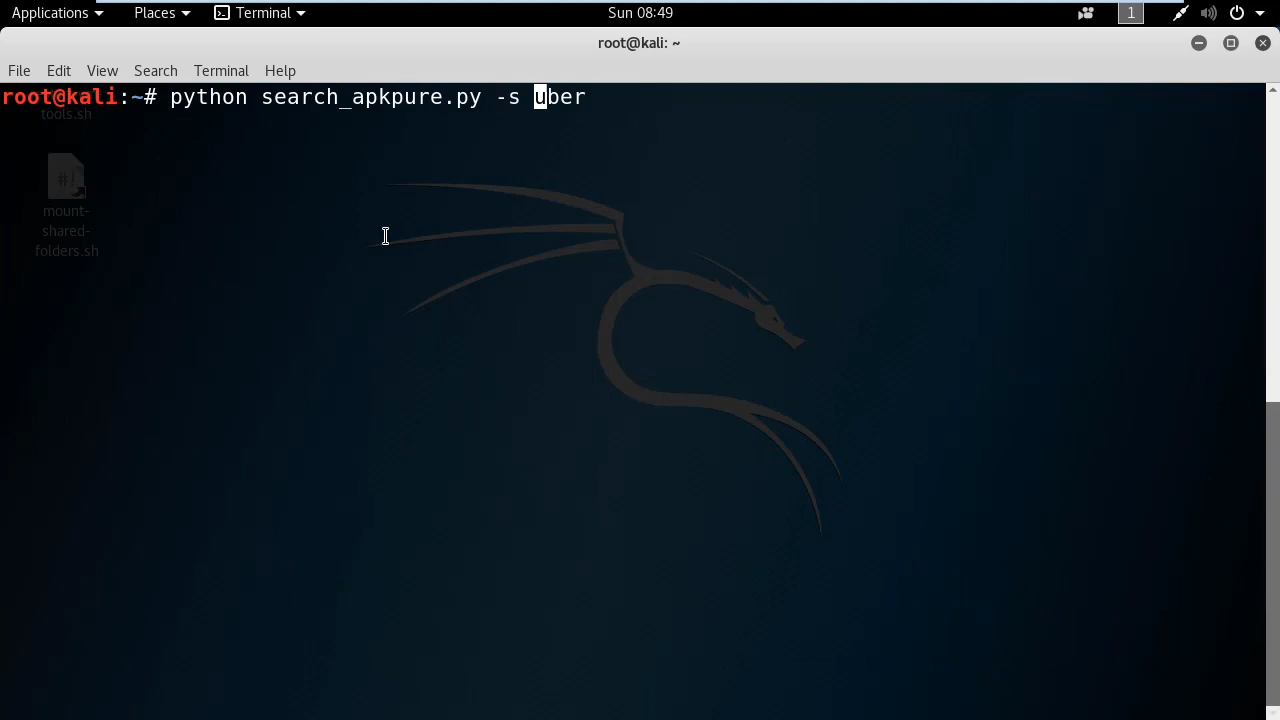 Applications Places Terminal Sun 08:49 1
root@kali: ~
File Edit View Search Terminal Help
root@kali:~# python search_apkpure.py -s uber
tools.sh
#!
mount-
shared-
folders.sh